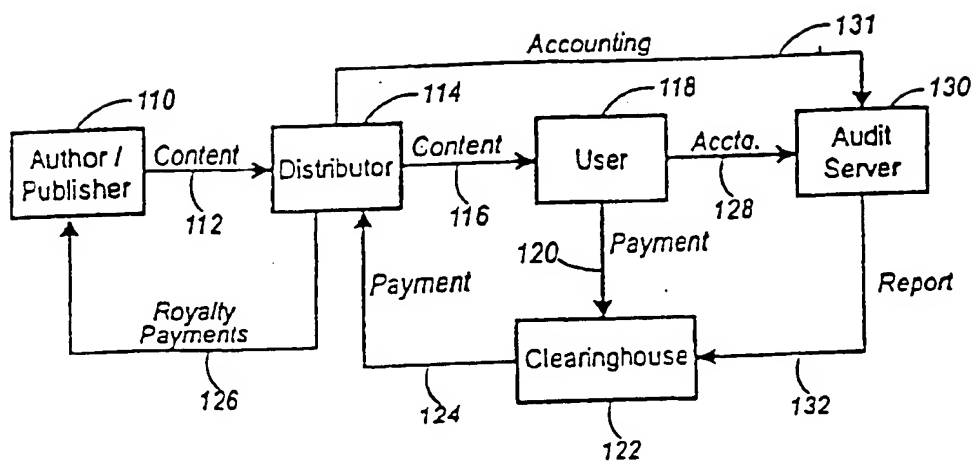 Accounting
131
110
114
118
130
Author /
Publisher
Content
Distributor
Content
User
Accta.
Audit
Server
112
116
128
120
Payment
Payment
Report
Royalty
Payments
Clearinghouse
126
124
132
122